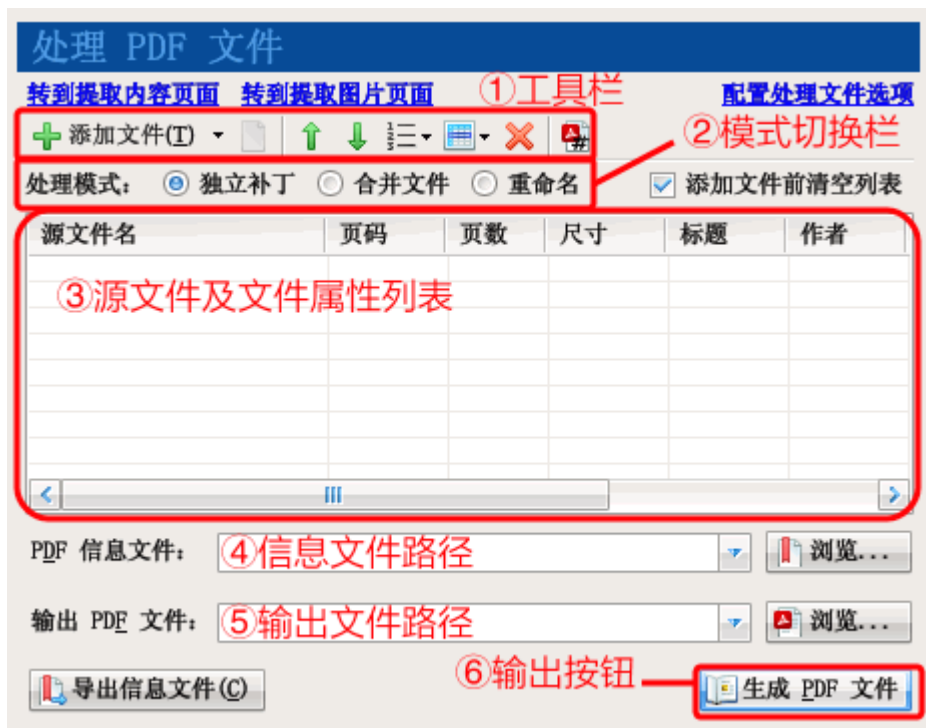 处理 PDF 文件
转到提取内容页面 转到提取图片页面 ①工具栏 配置处理文件选项
添加文件(T) ②模式切换栏
处理模式: 独立补丁 合并文件 重命名 添加文件前清空列表
源文件名 页码 页数 尺寸 标题 作者
③源文件及文件属性列表
PDF 信息文件: ④信息文件路径 浏览...
输出 PDF 文件: ⑤输出文件路径 浏览...
⑥输出按钮
导出信息文件(C) 生成 PDF 文件